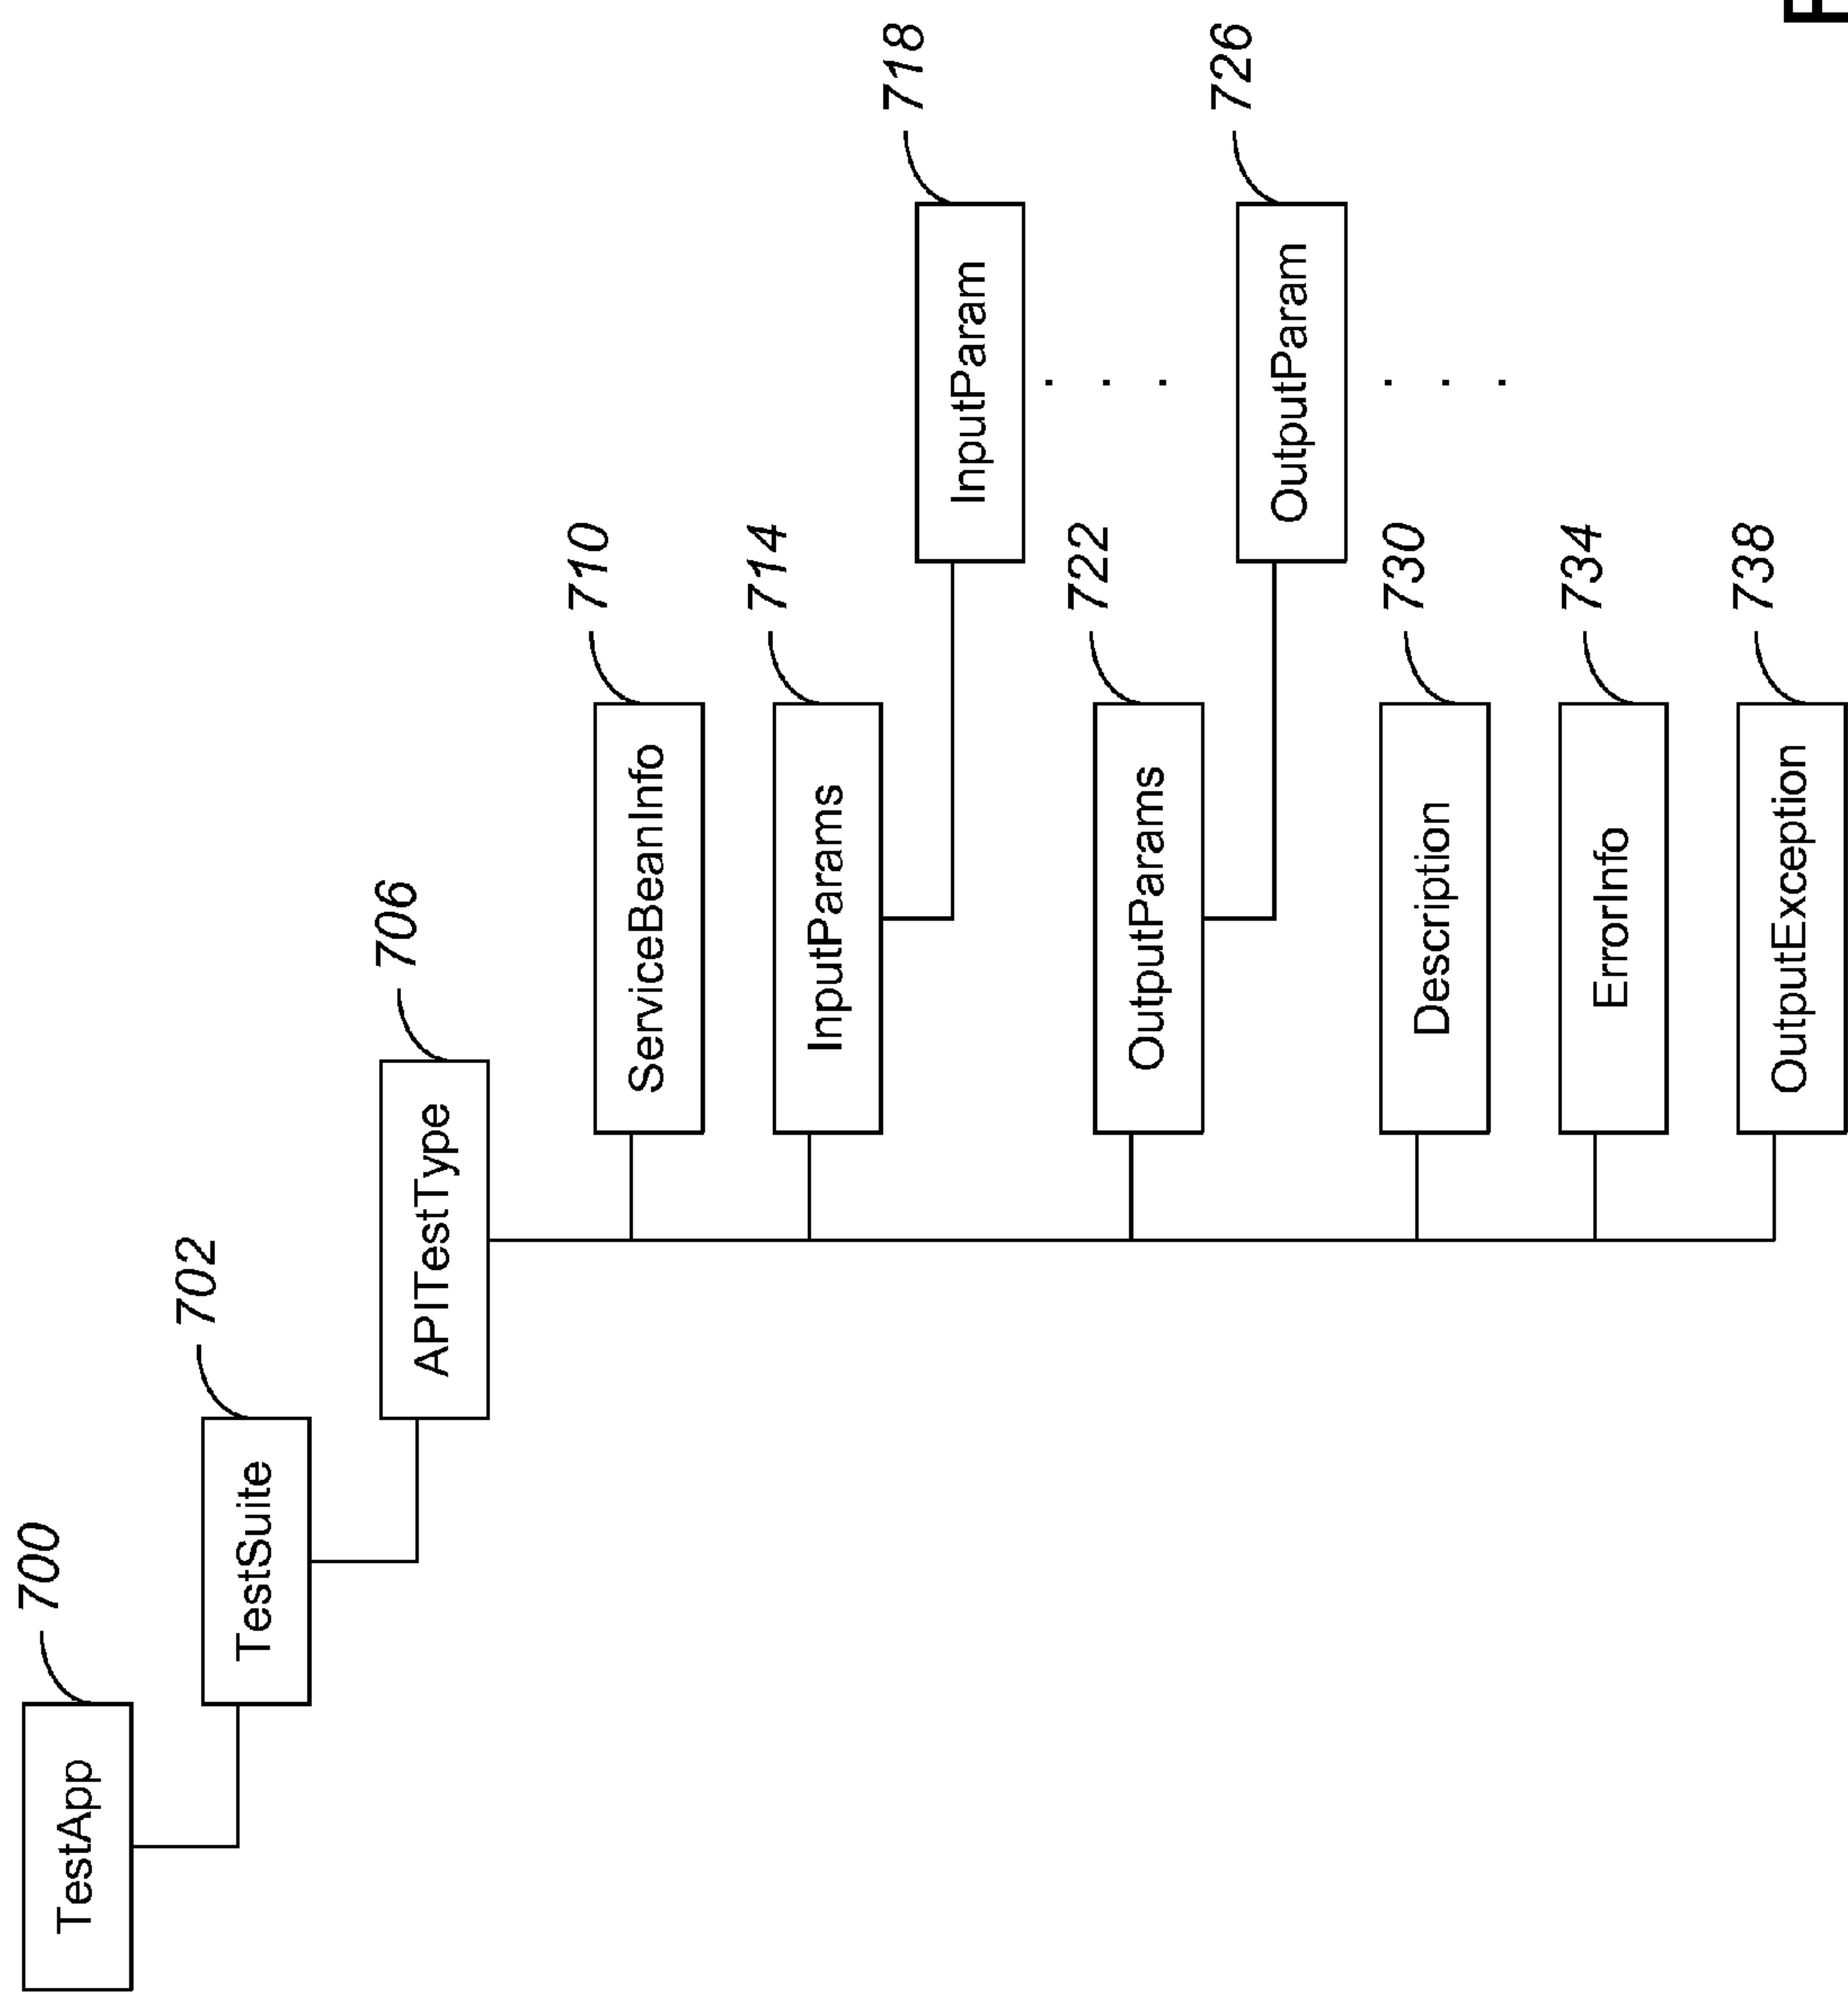 700
TestApp
702
TestSuite
706
APITestType
710
ServiceBeanInfo
714
InputParams
718
InputParam
722
OutputParams
726
OutputParam
730
Description
734
ErrorInfo
738
OutputException